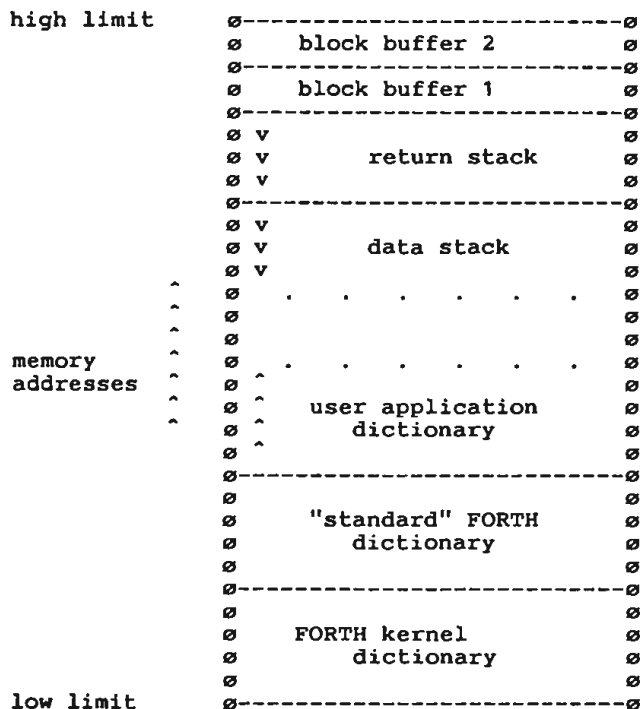 high limit ø---------------------------ø
ø block buffer 2 ø
ø---------------------------ø
ø block buffer 1 ø
ø---------------------------ø
ø v ø
ø v return stack ø
ø v ø
ø---------------------------ø
ø v ø
ø v data stack ø
ø v ø
^ ø . . . . . . ø
^ ø ø
^ ø ø
memory ^ ø . . . . . . ø
addresses ^ ø ^ ø
^ ø ^ user application ø
^ ø ^ dictionary ø
ø ø
ø---------------------------ø
ø ø
ø "standard" FORTH ø
ø dictionary ø
ø ø
ø---------------------------ø
ø ø
ø FORTH kernel ø
ø dictionary ø
ø ø
low limit ø---------------------------ø